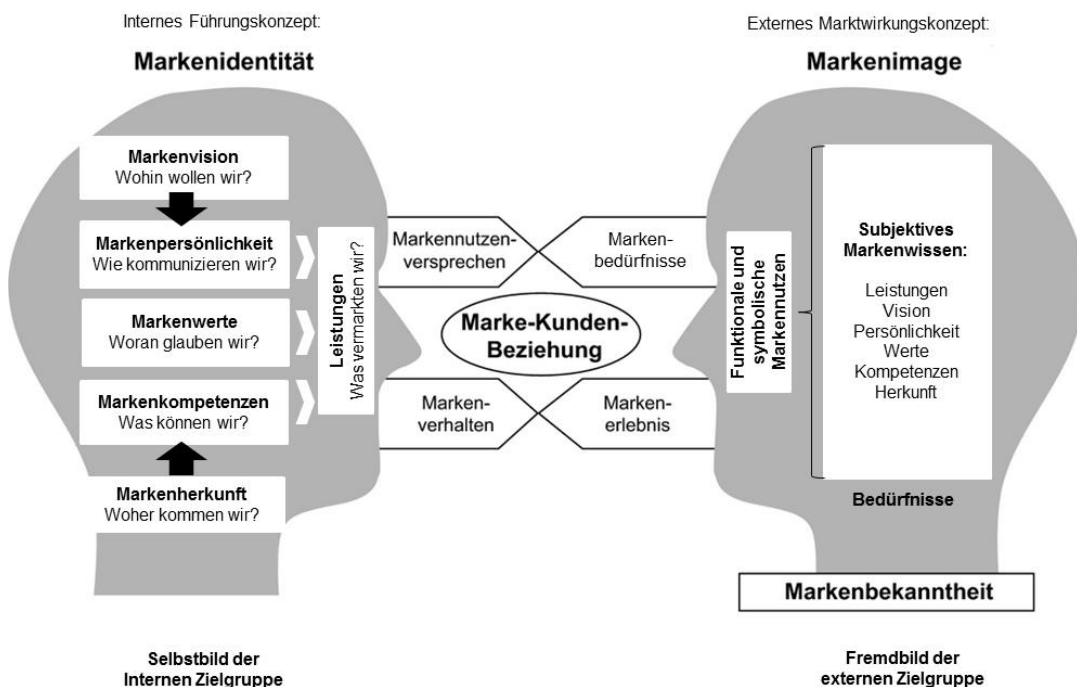 Internes Führungskonzept:
Markenidentität
Markenvision
Wohin wollen wir?
Markenpersönlichkeit
Wie kommunizieren wir?
Markenwerte
Woran glauben wir?
Markenkompetenzen
Was können wir?
Markenherkunft
Woher kommen wir?
Leistungen
Was vermarkten wir?
Selbstbild der
Internen Zielgruppe
Markennutzen-
versprechen
Marken-
bedürfnisse
Marke-Kunden-
Beziehung
Marken-
verhalten
Marken-
erlebnis
Externes Marktwirkungskonzept:
Markenimage
Funktionale und
symbolische
Markennutzen
Subjektives
Markenwissen:
Leistungen
Vision
Persönlichkeit
Werte
Kompetenzen
Herkunft
Bedürfnisse
Markenbekanntheit
Fremdbild der
externen Zielgruppe